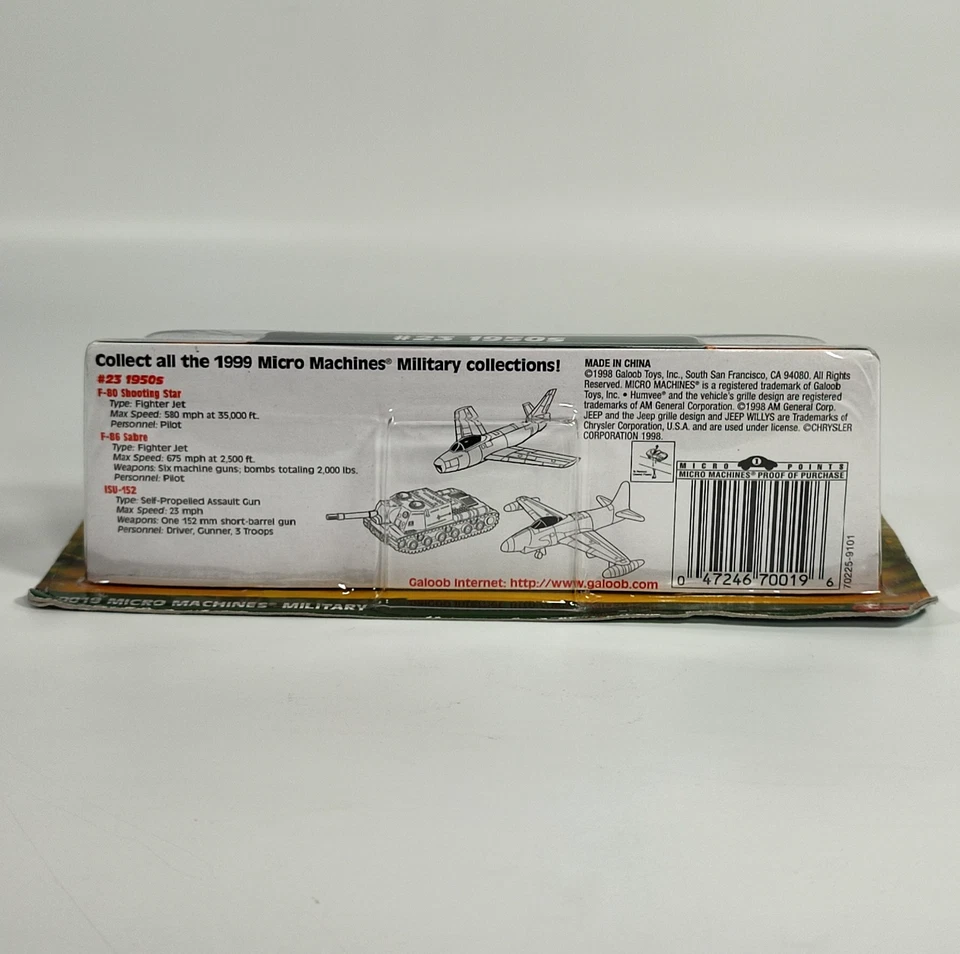 #23 1950s
Collect all the 1999 Micro Machines® Military collections!
#23 1950s
F-80 Shooting Star
Type: Fighter Jet
Max Speed: 580 mph at 35,000 ft.
Personnel: Pilot
F-86 Sabre
Type: Fighter Jet
Max Speed: 675 mph at 2,500 ft.
Weapons: Six machine guns; bombs totaling 2,000 lbs.
Personnel: Pilot
ISU-152
Type: Self-Propelled Assault Gun
Max Speed: 23 mph
Weapons: One 152 mm short-barrel gun
Personnel: Driver, Gunner, 3 Troops
Galoob Internet: http://www.galoob.com
MADE IN CHINA
©1998 Galoob Toys, Inc., South San Francisco, CA 94080. All Rights
Reserved. MICRO MACHINES® is a registered trademark of Galoob
Toys, Inc. • Humvee® and the vehicle's grille design are registered
trademarks of AM General Corporation. ©1998 AM General Corp.
JEEP and the Jeep grille design and JEEP WILLYS are Trademarks of
Chrysler Corporation, U.S.A. and are used under license. ©CHRYSLER
CORPORATION 1998.
MICRO POINTS
MICRO MACHINES® PROOF OF PURCHASE
0 47246 70019 6
70225-9101
MICRO MACHINES® MILITARY